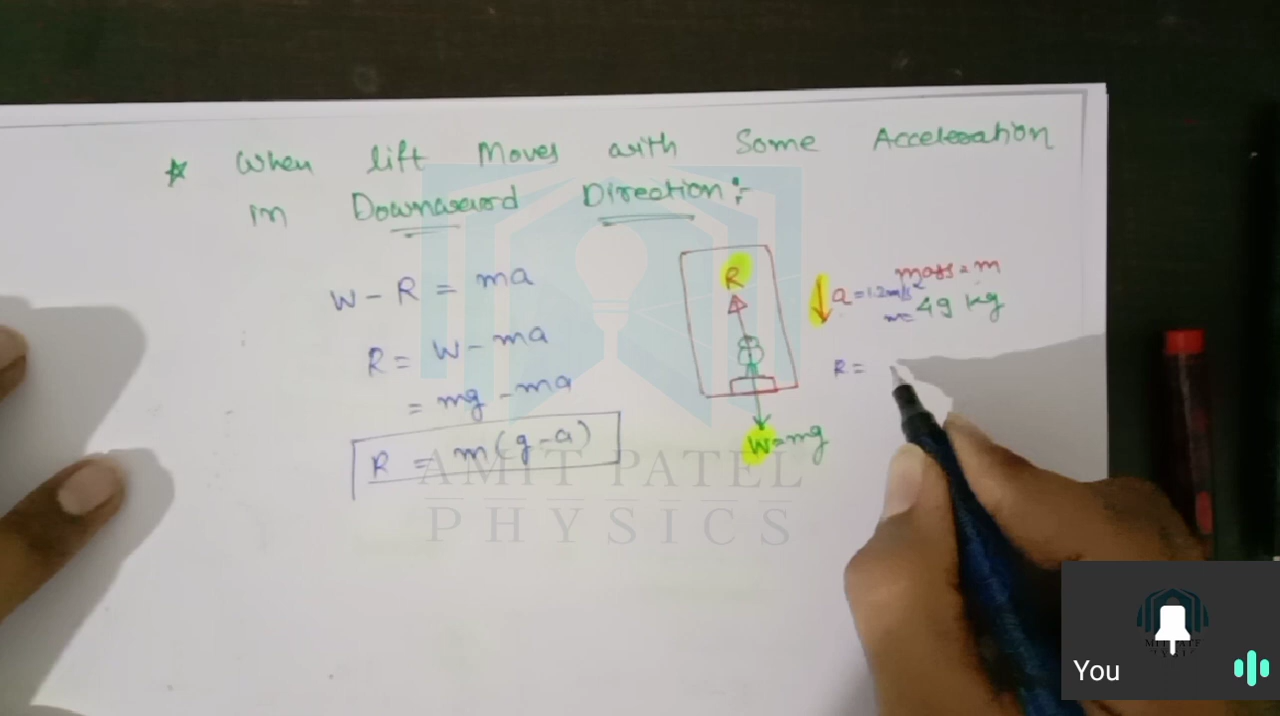 ☆ When lift Moves with Some Acceleration
in Downward Direction:-
W - R = ma
R = W - ma
= mg - ma
R = m(g-a)
R
a = 1.2 m/s²
mass = m
m = 49 kg
R =
W = mg
AMIT PATEL
PHYSICS
You